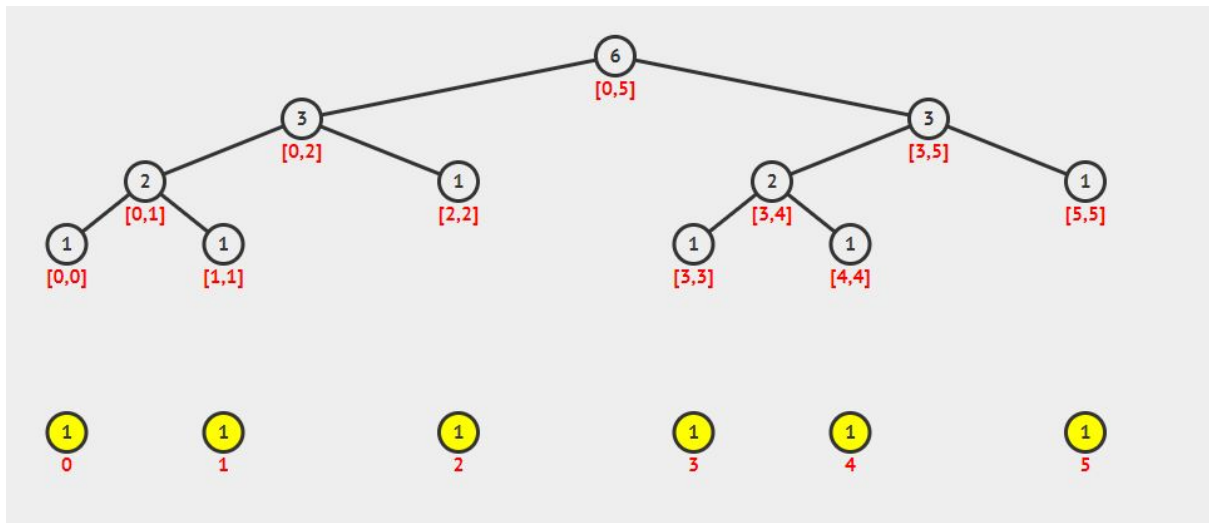 6
[0,5]
3 3
[0,2] [3,5]
2 1 2 1
[0,1] [2,2] [3,4] [5,5]
1 1 1 1
[0,0] [1,1] [3,3] [4,4]
1 1 1 1 1 1
0 1 2 3 4 5